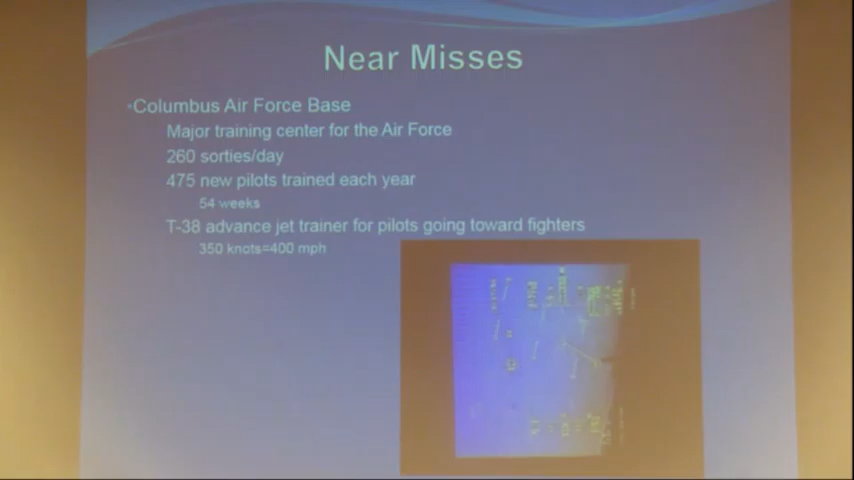 Near Misses
•Columbus Air Force Base
Major training center for the Air Force
260 sorties/day
475 new pilots trained each year
54 weeks
T-38 advance jet trainer for pilots going toward fighters
350 knots=400 mph